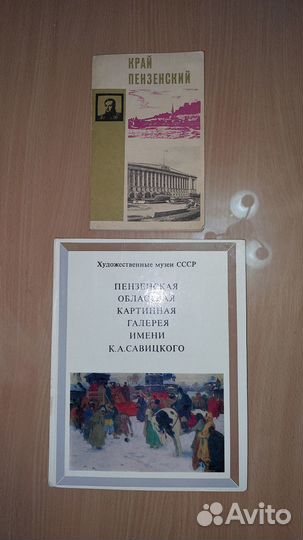 КРАЙ
ПЕНЗЕНСКИЙ
Художественные музеи СССР
ПЕНЗЕНСКАЯ
ОБЛАСТНАЯ
КАРТИННАЯ
ГАЛЕРЕЯ
ИМЕНИ
К.А.САВИЦКОГО
Avito